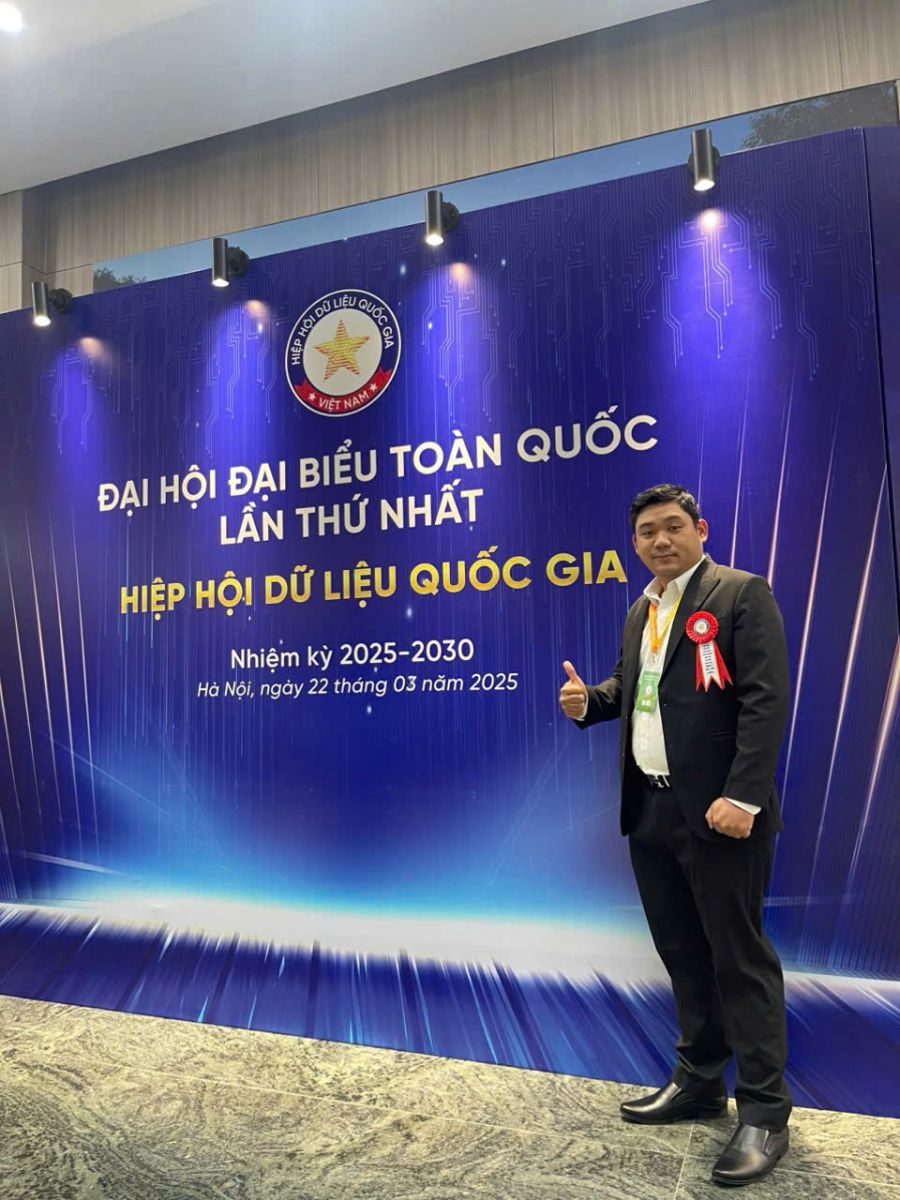 HIỆP HỘI DỮ LIỆU QUỐC GIA
VIỆT NAM
ĐẠI HỘI ĐẠI BIỂU TOÀN QUỐC
LẦN THỨ NHẤT
HIỆP HỘI DỮ LIỆU QUỐC GIA
Nhiệm kỳ 2025-2030
Hà Nội, ngày 22 tháng 03 năm 2025